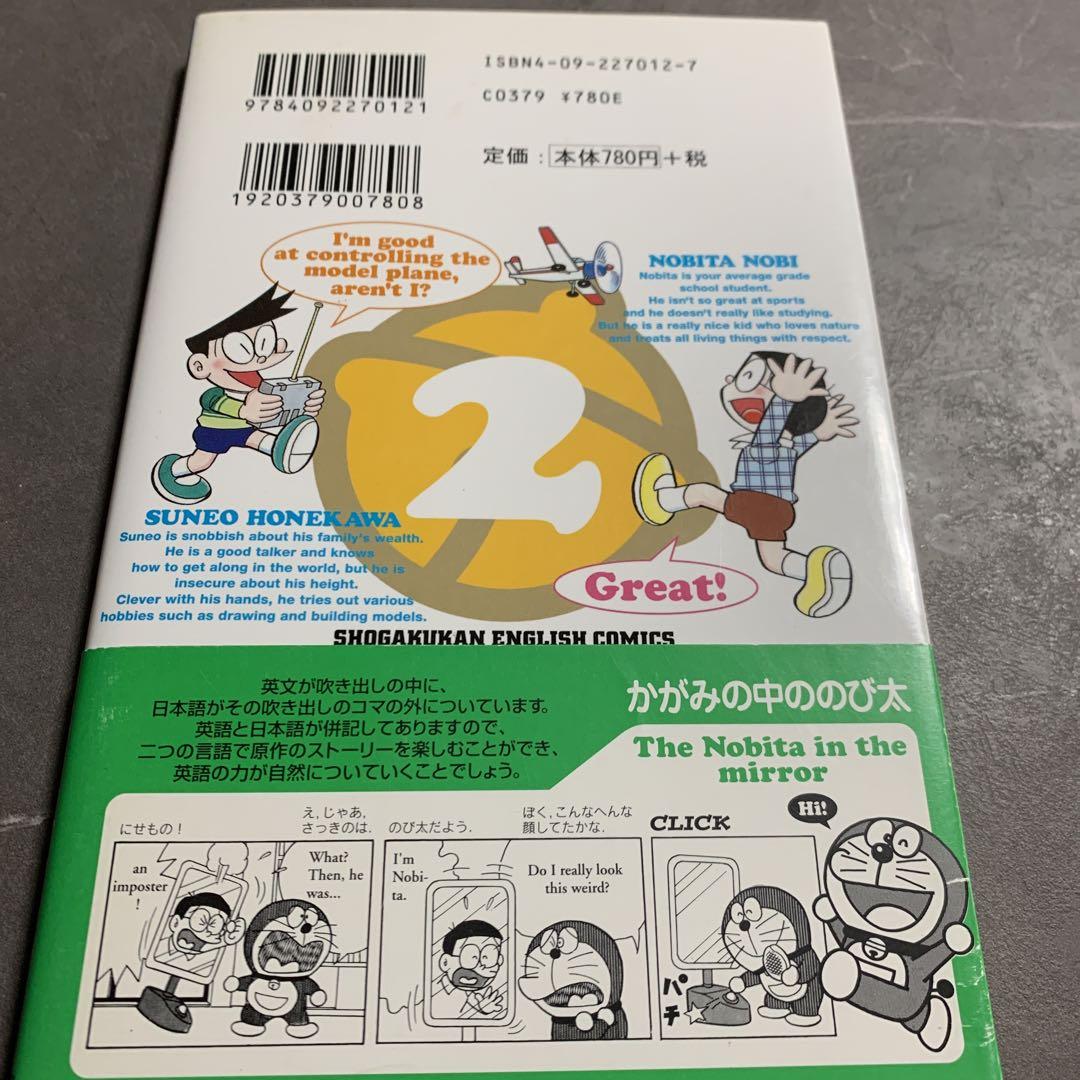 ISBN4-09-227012-7
9784092270121
C0379 ¥780E
定価：本体780円＋税
1920379007808
I'm good
at controlling the
model plane,
aren't I?
NOBITA NOBI
Nobita is your average grade
school student.
He isn't so great at sports
and he doesn't really like studying.
But he is a really nice kid who loves nature
and treats all living things with respect.
2
SUNEO HONEKAWA
Suneo is snobbish about his family's wealth.
He is a good talker and knows
how to get along in the world, but he is
insecure about his height.
Clever with his hands, he tries out various
hobbies such as drawing and building models.
Great!
SHOGAKUKAN ENGLISH COMICS
英文が吹き出しの中に、
日本語がその吹き出しのコマの外についています。
英語と日本語が併記してありますので、
二つの言語で原作のストーリーを楽しむことができ、
英語の力が自然についていくことでしょう。
かがみの中ののび太
The Nobita in the
mirror
にせもの！
え，じゃあ，
さっきのは．
のび太だよう．
ぼく，こんなへんな
顔してたかな．
CLICK
Hi!
an
imposter
!
What?
Then, he
was...
I'm
Nobi-
ta.
Do I really look
this weird?
パチ